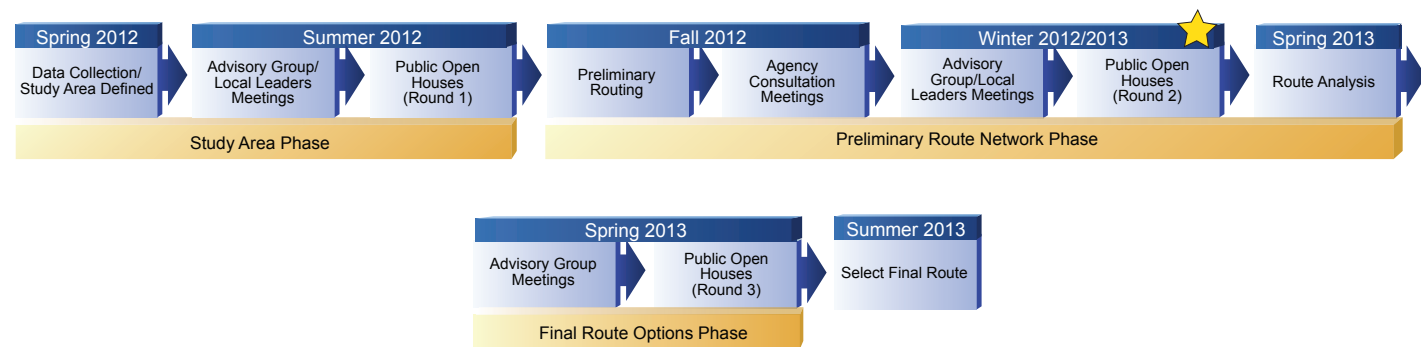 Spring 2012
Data Collection/
Study Area Defined
Summer 2012
Advisory Group/
Local Leaders
Meetings
Public Open
Houses
(Round 1)
Study Area Phase
Fall 2012
Preliminary
Routing
Agency
Consultation
Meetings
Winter 2012/2013
Advisory
Group/Local
Leaders Meetings
Public Open
Houses
(Round 2)
Spring 2013
Route Analysis
Preliminary Route Network Phase
Spring 2013
Advisory Group
Meetings
Public Open
Houses
(Round 3)
Final Route Options Phase
Summer 2013
Select Final Route